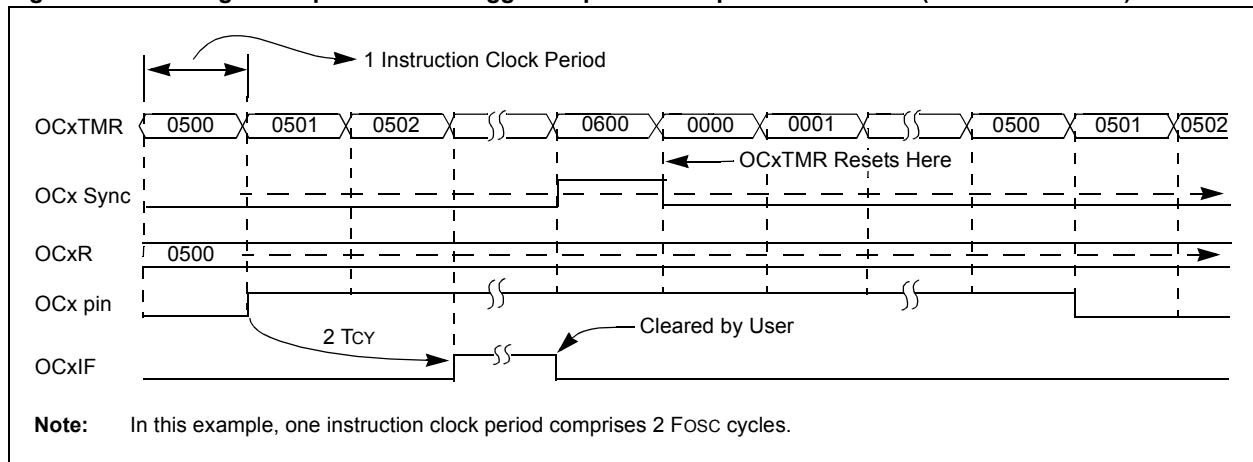 1 Instruction Clock Period
OCxTMR 0500 0501 0502 0600 0000 0001 0500 0501 0502
OCxTMR Resets Here
OCx Sync
OCxR 0500
OCx pin
2 TCY
Cleared by User
OCxIF
Note: In this example, one instruction clock period comprises 2 FOSC cycles.